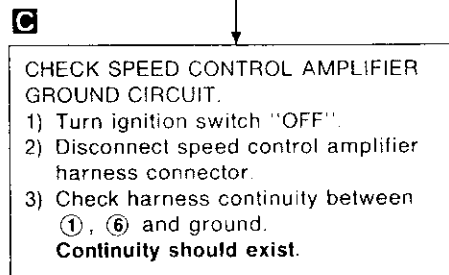 C
CHECK SPEED CONTROL AMPLIFIER
GROUND CIRCUIT.
1) Turn ignition switch "OFF".
2) Disconnect speed control amplifier
harness connector.
3) Check harness continuity between
①, ⑥ and ground.
Continuity should exist.